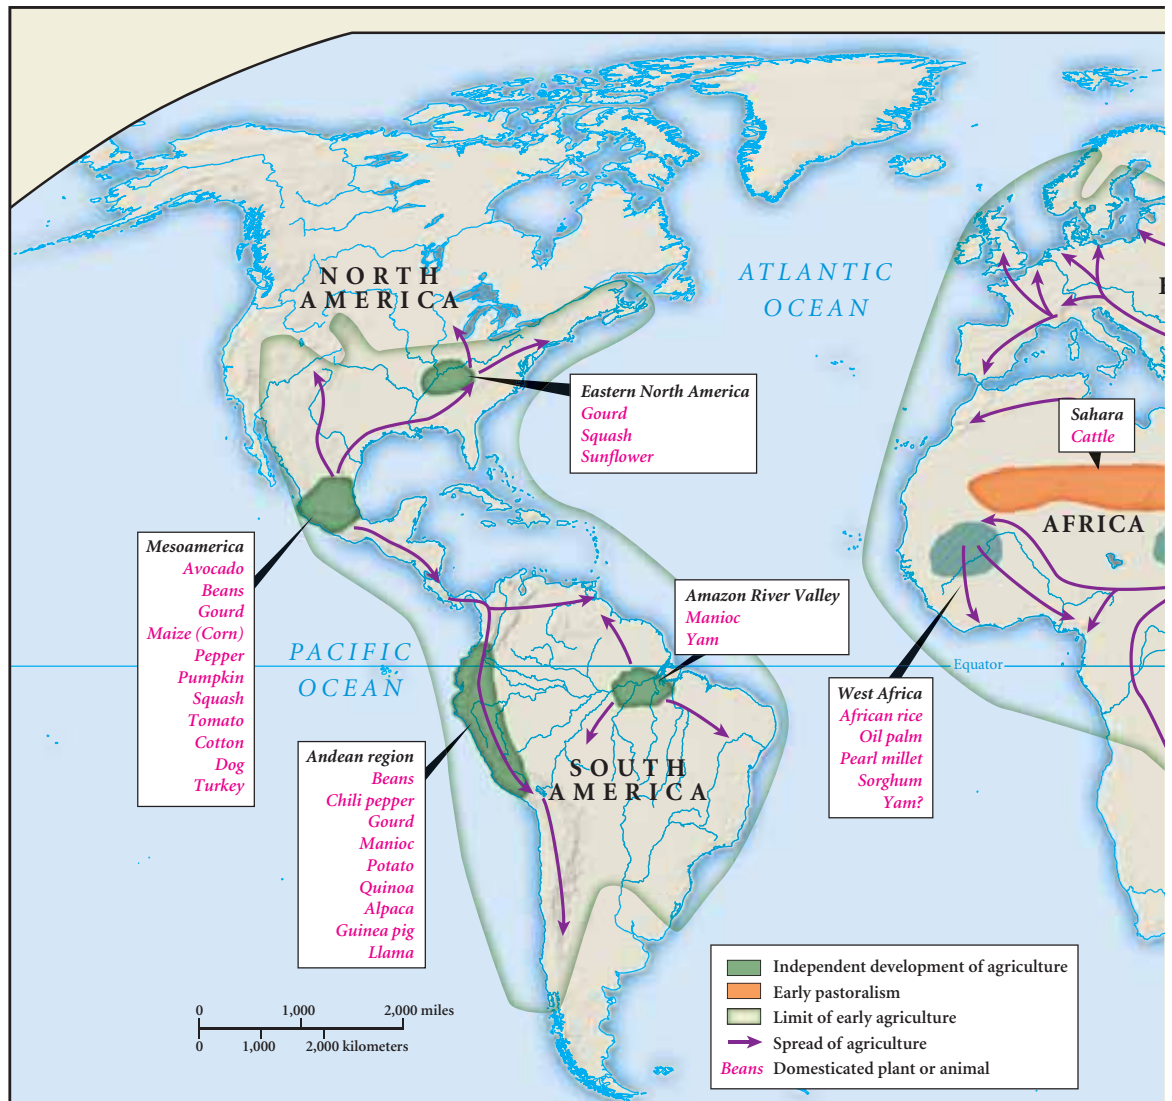 NORTH
AMERICA
ATLANTIC
OCEAN
E
Eastern North America
Gourd
Squash
Sunflower
Sahara
Cattle
AFRICA
Mesoamerica
Avocado
Beans
Gourd
Maize (Corn)
Pepper
Pumpkin
Squash
Tomato
Cotton
Dog
Turkey
PACIFIC
OCEAN
Amazon River Valley
Manioc
Yam
Equator
West Africa
African rice
Oil palm
Pearl millet
Sorghum
Yam?
Andean region
Beans
Chili pepper
Gourd
Manioc
Potato
Quinoa
Alpaca
Guinea pig
Llama
SOUTH
AMERICA
Independent development of agriculture
Early pastoralism
Limit of early agriculture
Spread of agriculture
Beans Domesticated plant or animal
0 1,000 2,000 miles
0 1,000 2,000 kilometers